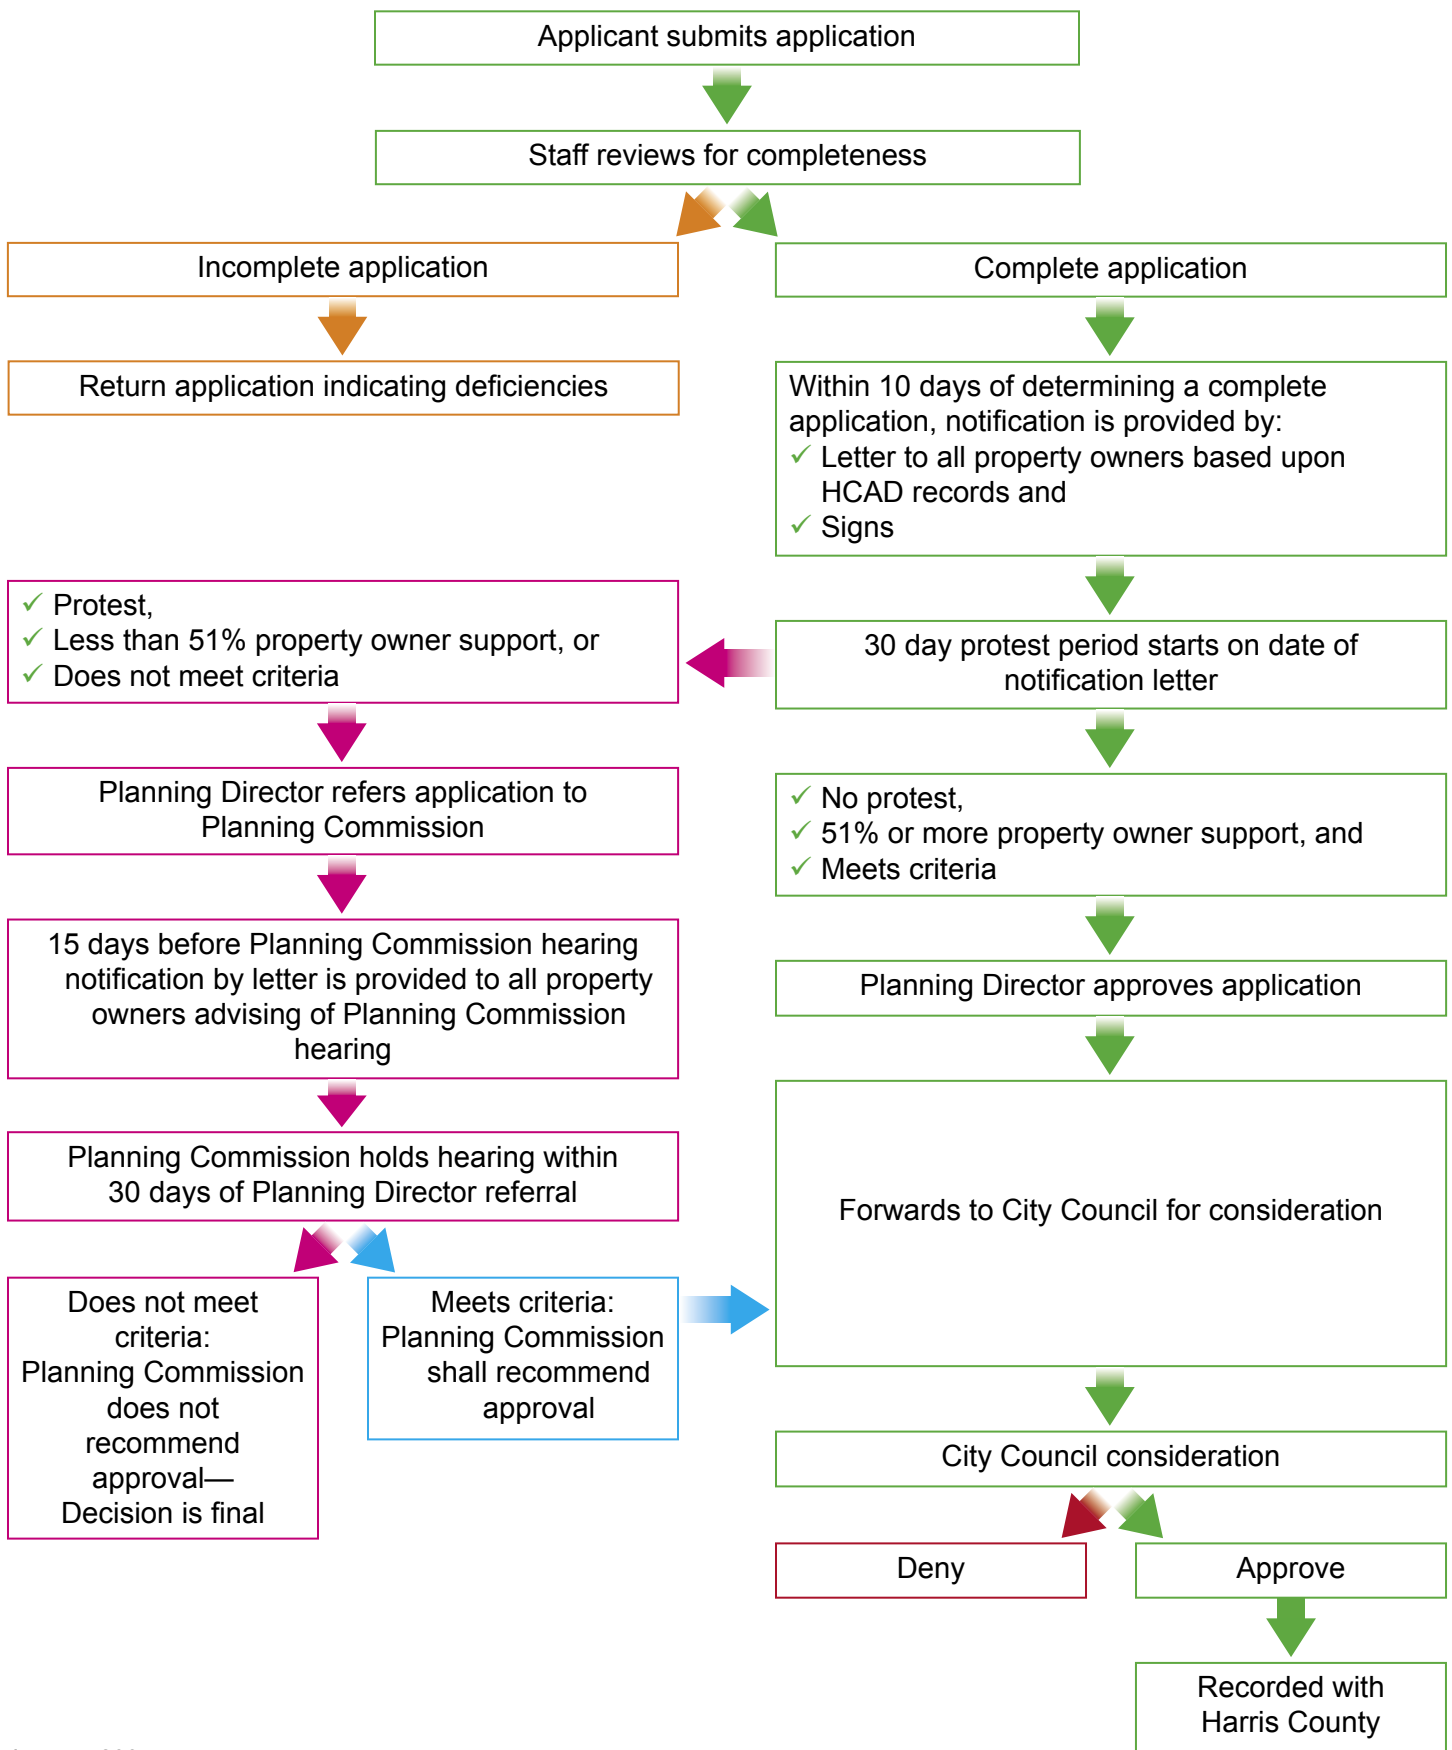 Applicant submits application
Staff reviews for completeness
Incomplete application
Complete application
Return application indicating deficiencies
Within 10 days of determining a complete
application, notification is provided by:
✓ Letter to all property owners based upon
HCAD records and
✓ Signs
✓ Protest,
✓ Less than 51% property owner support, or
✓ Does not meet criteria
30 day protest period starts on date of
notification letter
Planning Director refers application to
Planning Commission
✓ No protest,
✓ 51% or more property owner support, and
✓ Meets criteria
15 days before Planning Commission hearing
notification by letter is provided to all property
owners advising of Planning Commission
hearing
Planning Director approves application
Planning Commission holds hearing within
30 days of Planning Director referral
Forwards to City Council for consideration
Does not meet
criteria:
Planning Commission
does not
recommend
approval—
Decision is final
Meets criteria:
Planning Commission
shall recommend
approval
City Council consideration
Deny
Approve
Recorded with
Harris County